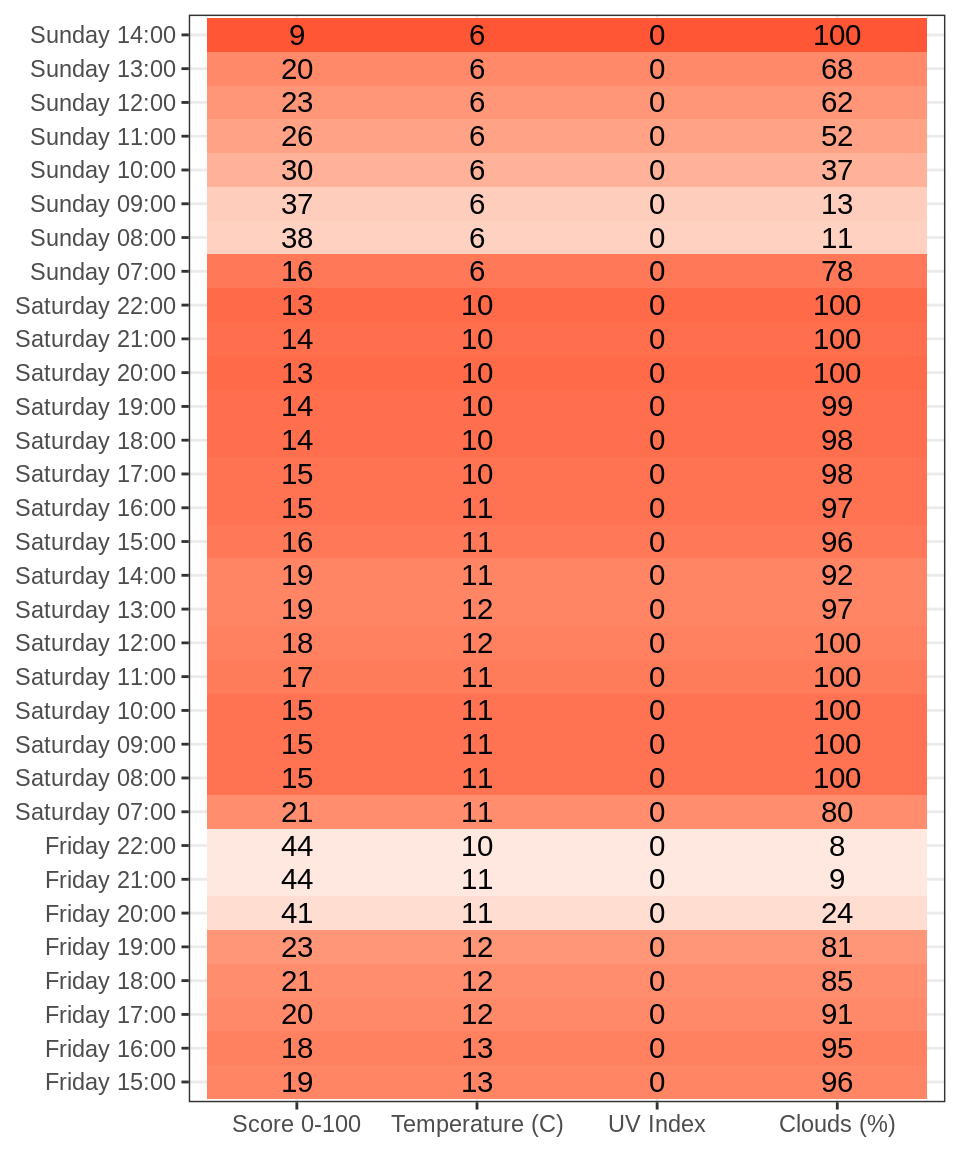 Sunday 14:00 9 6 0 100
Sunday 13:00 20 6 0 68
Sunday 12:00 23 6 0 62
Sunday 11:00 26 6 0 52
Sunday 10:00 30 6 0 37
Sunday 09:00 37 6 0 13
Sunday 08:00 38 6 0 11
Sunday 07:00 16 6 0 78
Saturday 22:00 13 10 0 100
Saturday 21:00 14 10 0 100
Saturday 20:00 13 10 0 100
Saturday 19:00 14 10 0 99
Saturday 18:00 14 10 0 98
Saturday 17:00 15 10 0 98
Saturday 16:00 15 11 0 97
Saturday 15:00 16 11 0 96
Saturday 14:00 19 11 0 92
Saturday 13:00 19 12 0 97
Saturday 12:00 18 12 0 100
Saturday 11:00 17 11 0 100
Saturday 10:00 15 11 0 100
Saturday 09:00 15 11 0 100
Saturday 08:00 15 11 0 100
Saturday 07:00 21 11 0 80
Friday 22:00 44 10 0 8
Friday 21:00 44 11 0 9
Friday 20:00 41 11 0 24
Friday 19:00 23 12 0 81
Friday 18:00 21 12 0 85
Friday 17:00 20 12 0 91
Friday 16:00 18 13 0 95
Friday 15:00 19 13 0 96
Score 0-100 Temperature (C) UV Index Clouds (%)